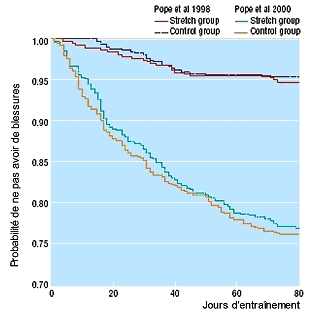 Pope et al 1998 Pope et al 2000
Stretch group Stretch group
Control group Control group
1.00
0.95
0.90
0.85
0.80
0.75
0.70
Probabilité de ne pas avoir de blessures
0 20 40 60 80
Jours d'entraînement